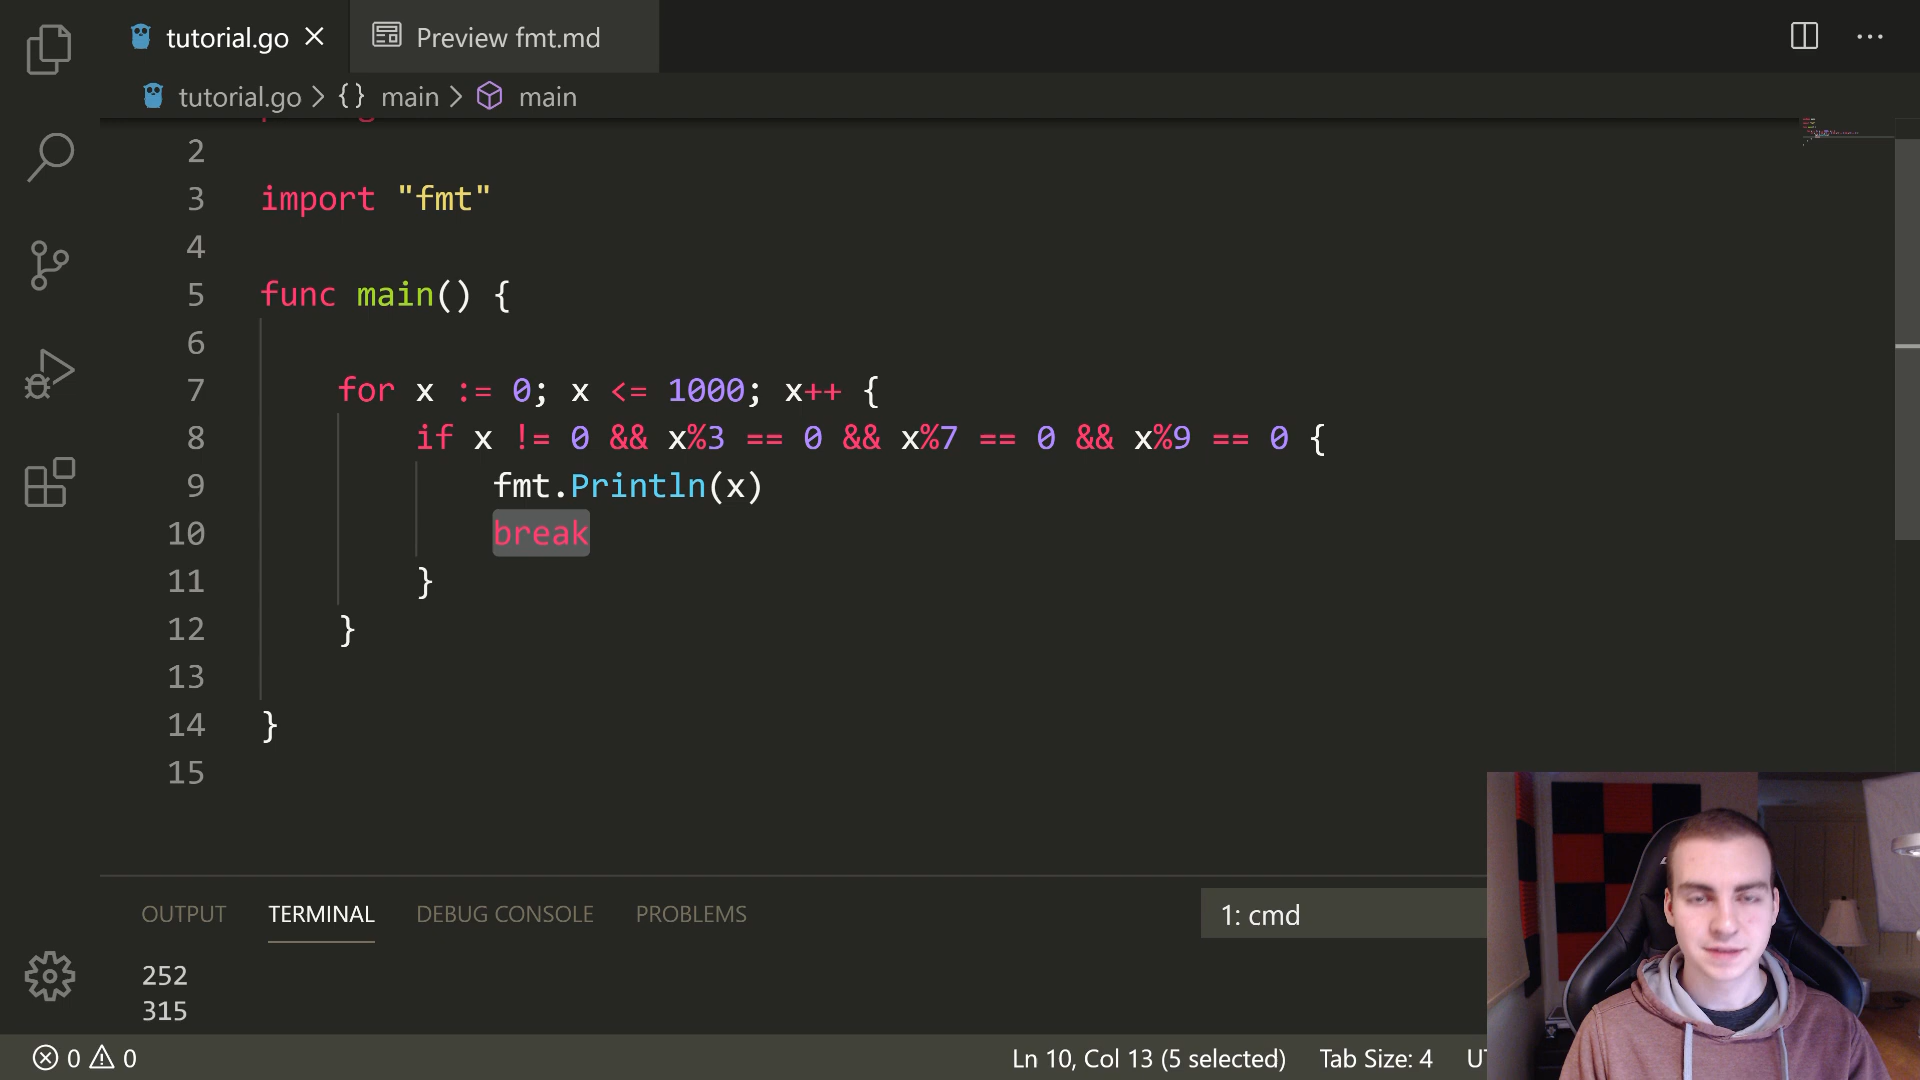 tutorial.go
Preview fmt.md
tutorial.go > {} main > main
2
3 import "fmt"
4
5 func main() {
6
7 for x := 0; x <= 1000; x++ {
8 if x != 0 && x%3 == 0 && x%7 == 0 && x%9 == 0 {
9 fmt.Println(x)
10 break
11 }
12 }
13
14 }
15
OUTPUT TERMINAL DEBUG CONSOLE PROBLEMS 1: cmd
252
315
0 0 Ln 10, Col 13 (5 selected) Tab Size: 4